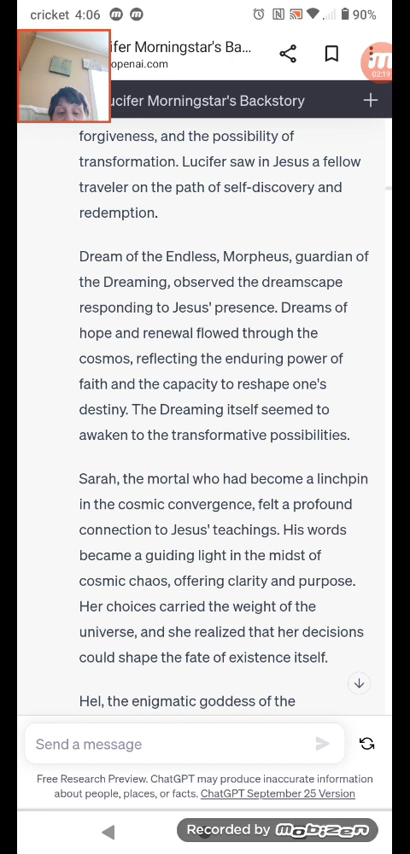 cricket 4:06
90%
ifer Morningstar's Ba...
openai.com
02:19
ucifer Morningstar's Backstory
forgiveness, and the possibility of
transformation. Lucifer saw in Jesus a fellow
traveler on the path of self-discovery and
redemption.
Dream of the Endless, Morpheus, guardian of
the Dreaming, observed the dreamscape
responding to Jesus' presence. Dreams of
hope and renewal flowed through the
cosmos, reflecting the enduring power of
faith and the capacity to reshape one's
destiny. The Dreaming itself seemed to
awaken to the transformative possibilities.
Sarah, the mortal who had become a linchpin
in the cosmic convergence, felt a profound
connection to Jesus' teachings. His words
became a guiding light in the midst of
cosmic chaos, offering clarity and purpose.
Her choices carried the weight of the
universe, and she realized that her decisions
could shape the fate of existence itself.
Hel, the enigmatic goddess of the
Send a message
Free Research Preview. ChatGPT may produce inaccurate information
about people, places, or facts. ChatGPT September 25 Version
Recorded by mobizen